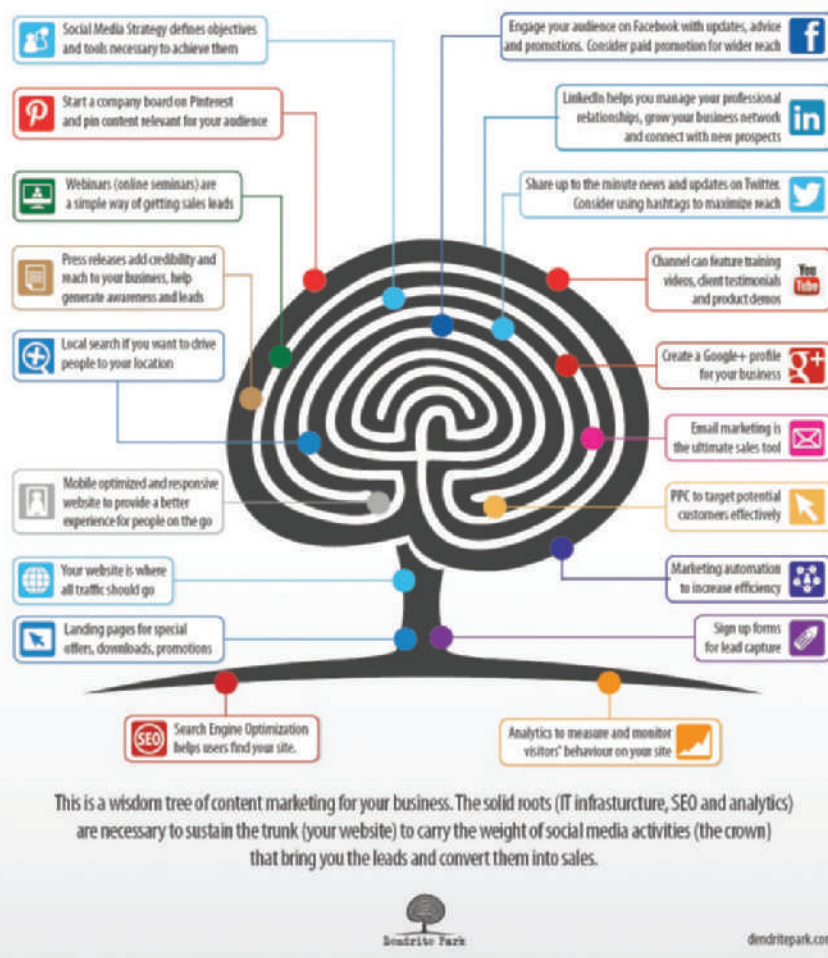 Social Media Strategy defines objectives
and tools necessary to achieve them
Start a company board on Pinterest
and pin content relevant for your audience
Webinars (online seminars) are
a simple way of getting sales leads
Press releases add credibility and
reach to your business, help
generate awareness and leads
Local search if you want to drive
people to your location
Mobile optimized and responsive
website to provide a better
experience for people on the go
Your website is where
all traffic should go
Landing pages for special
offers, downloads, promotions
SEO
Search Engine Optimization
helps users find your site.
Engage your audience on Facebook with updates, advice
and promotions. Consider paid promotion for wider reach
f
LinkedIn helps you manage your professional
relationships, grow your business network
and connect with new prospects
in
Share up to the minute news and updates on Twitter.
Consider using hashtags to maximize reach
Channel can feature training
videos, client testimonials
and product demos
You
Tube
Create a Google+ profile
for your business
g+
Email marketing is
the ultimate sales tool
PPC to target potential
customers effectively
Marketing automation
to increase efficiency
Sign up forms
for lead capture
Analytics to measure and monitor
visitors' behaviour on your site
This is a wisdom tree of content marketing for your business. The solid roots (IT infrasturcture, SEO and analytics)
are necessary to sustain the trunk (your website) to carry the weight of social media activities (the crown)
that bring you the leads and convert them into sales.
Dendrite Park
dendritepark.com